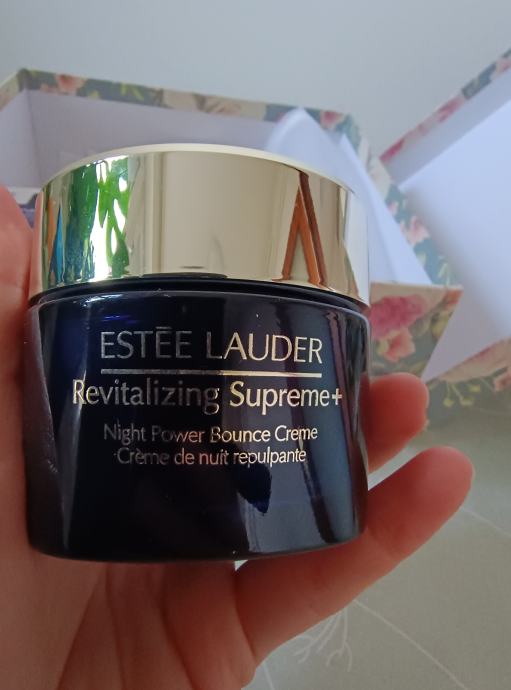 ESTĒE LAUDER
Revitalizing Supreme+
Night Power Bounce Creme
Crème de nuit repulpante